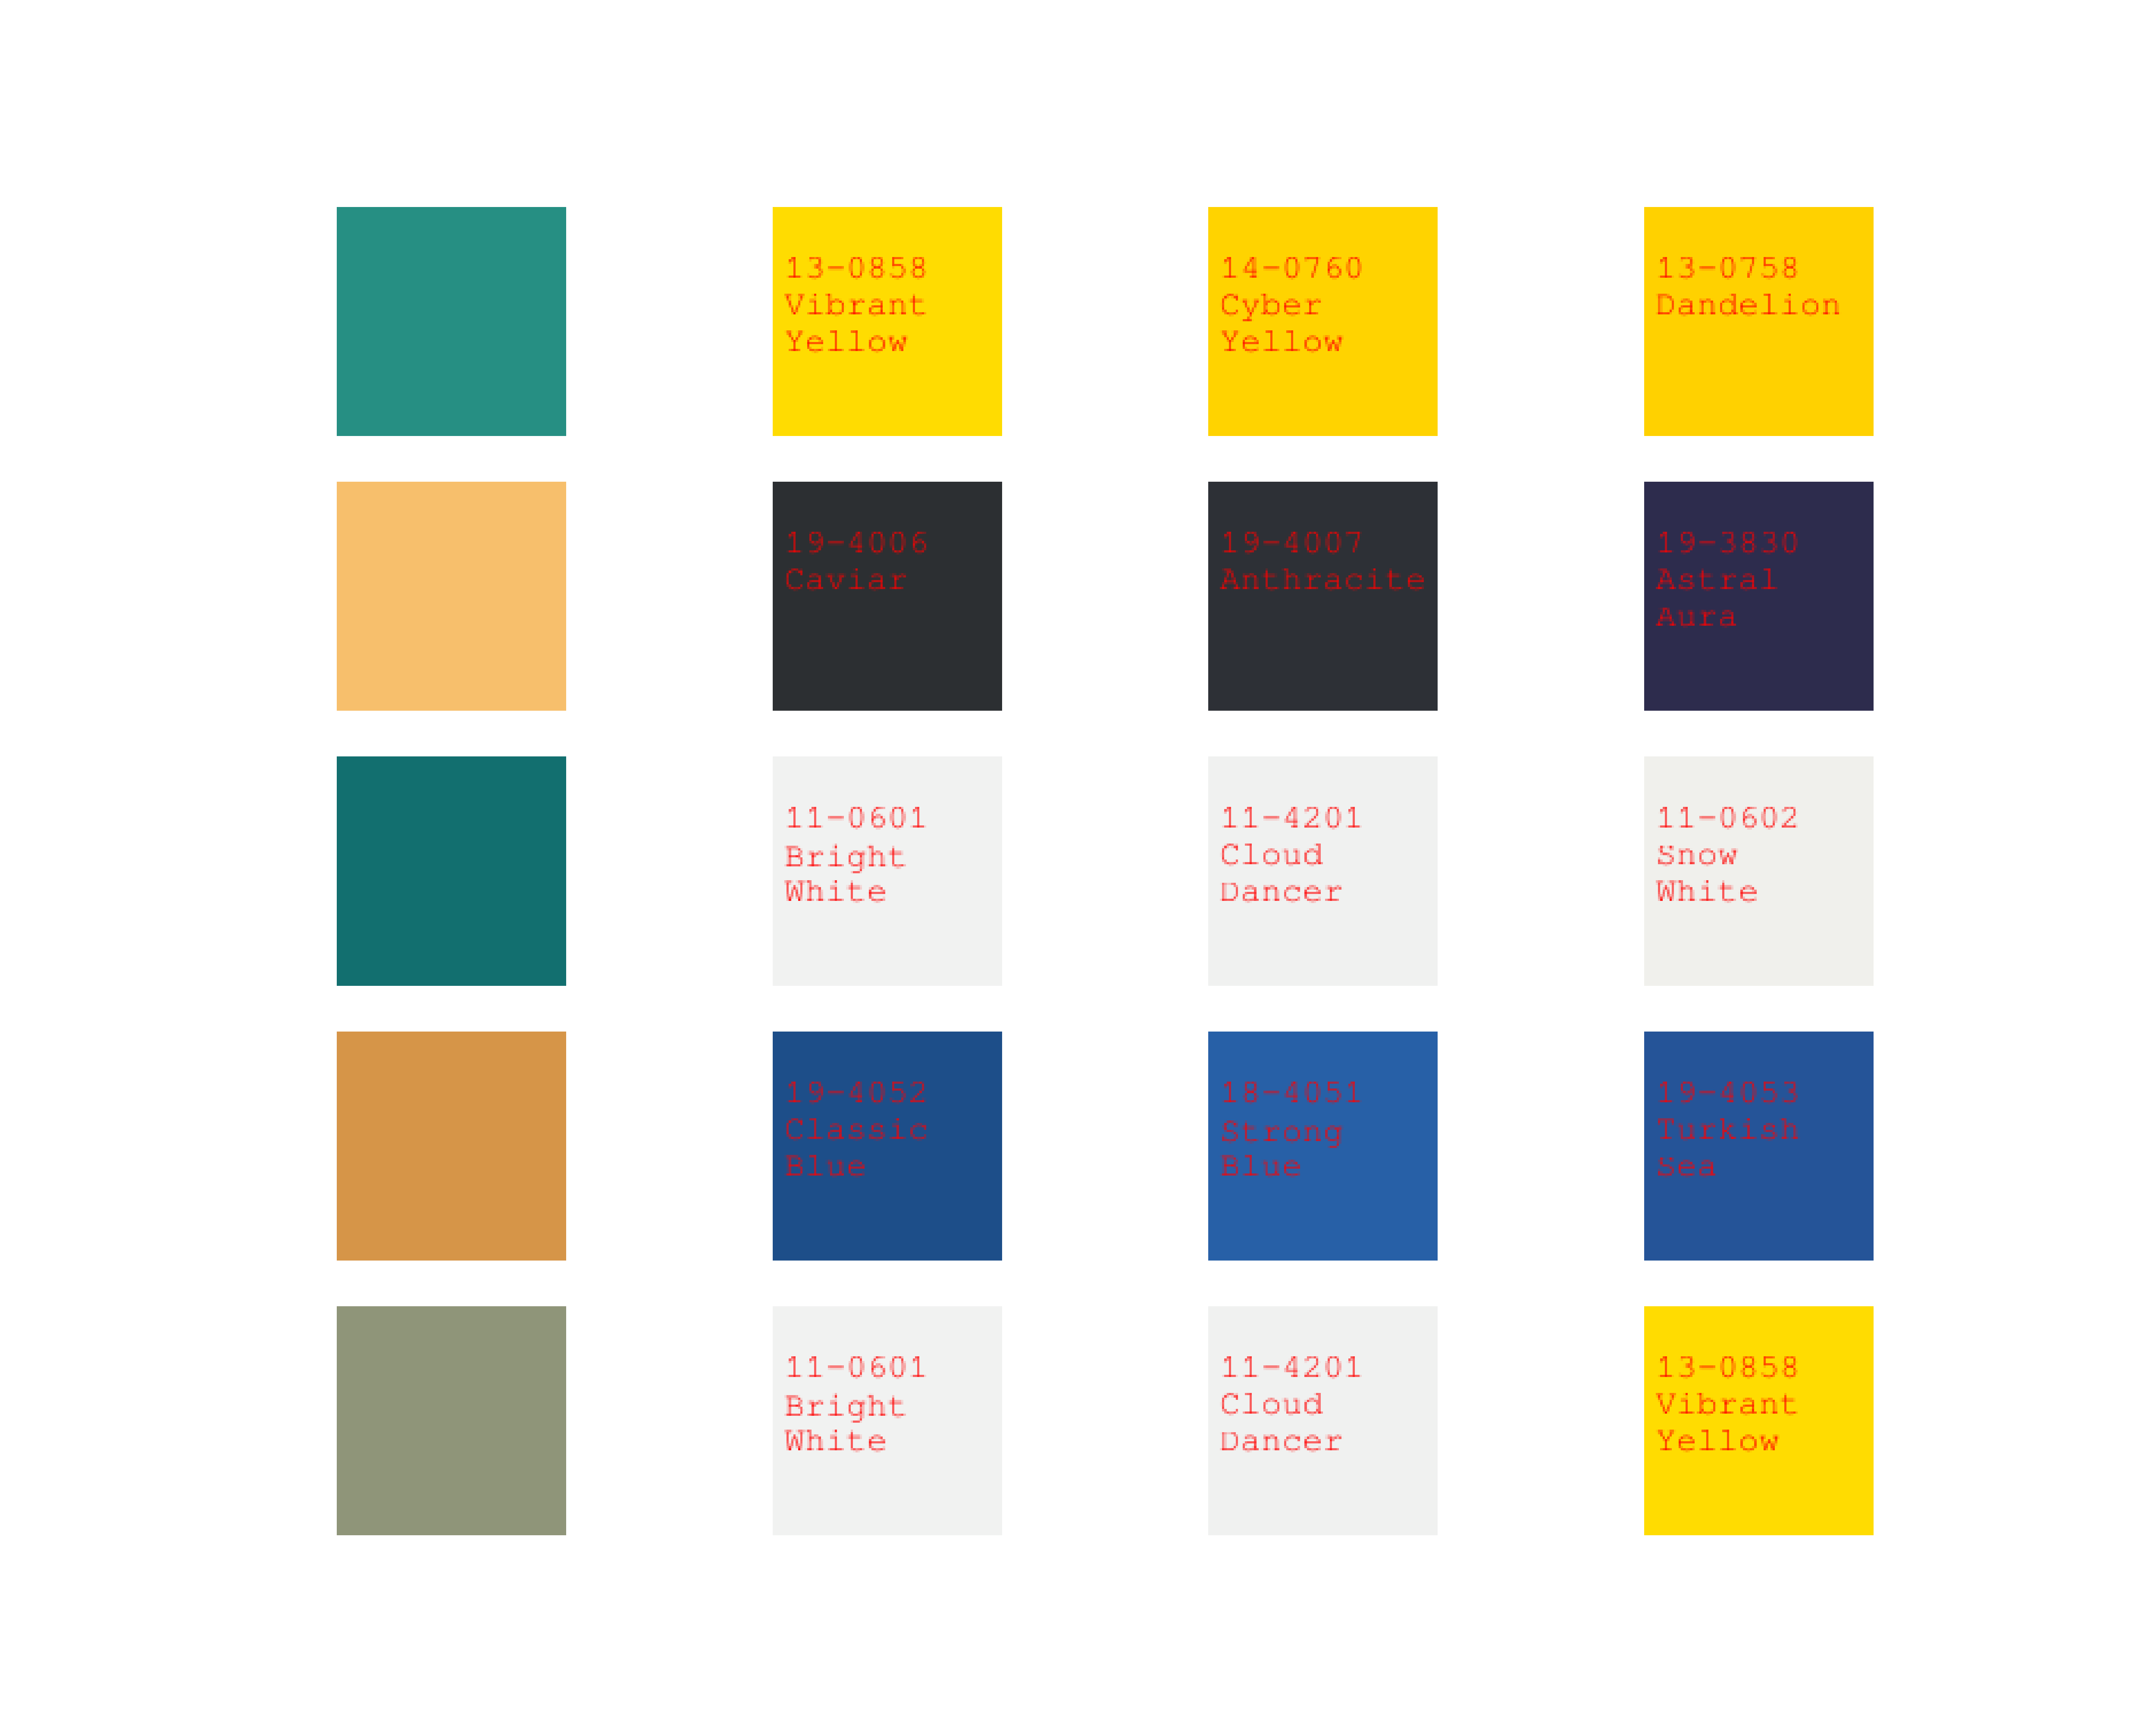 13-0858
Vibrant
Yellow
14-0760
Cyber
Yellow
13-0758
Dandelion
19-4006
Caviar
19-4007
Anthracite
19-3830
Astral
Aura
11-0601
Bright
White
11-4201
Cloud
Dancer
11-0602
Snow
White
19-4052
Classic
Blue
18-4051
Strong
Blue
19-4053
Turkish
Sea
11-0601
Bright
White
11-4201
Cloud
Dancer
13-0858
Vibrant
Yellow